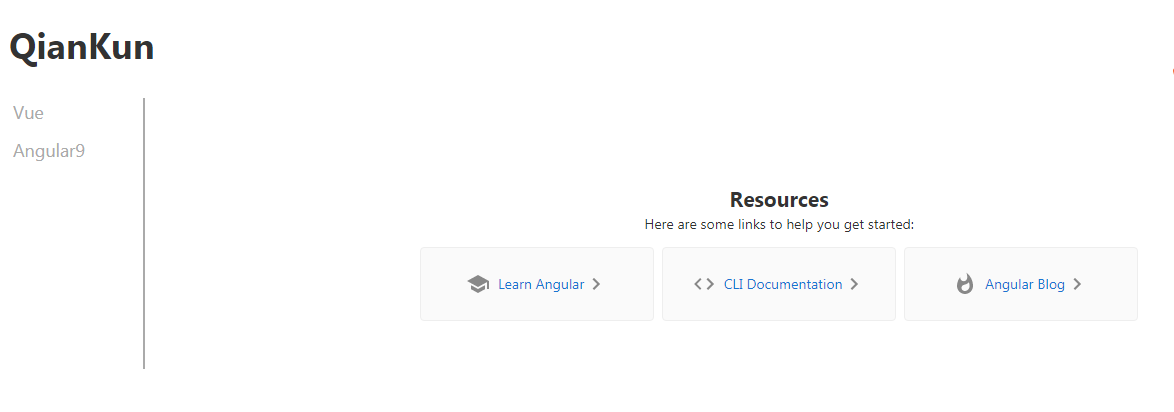 QianKun
Vue
Angular9
Resources
Here are some links to help you get started:
Learn Angular
CLI Documentation
Angular Blog